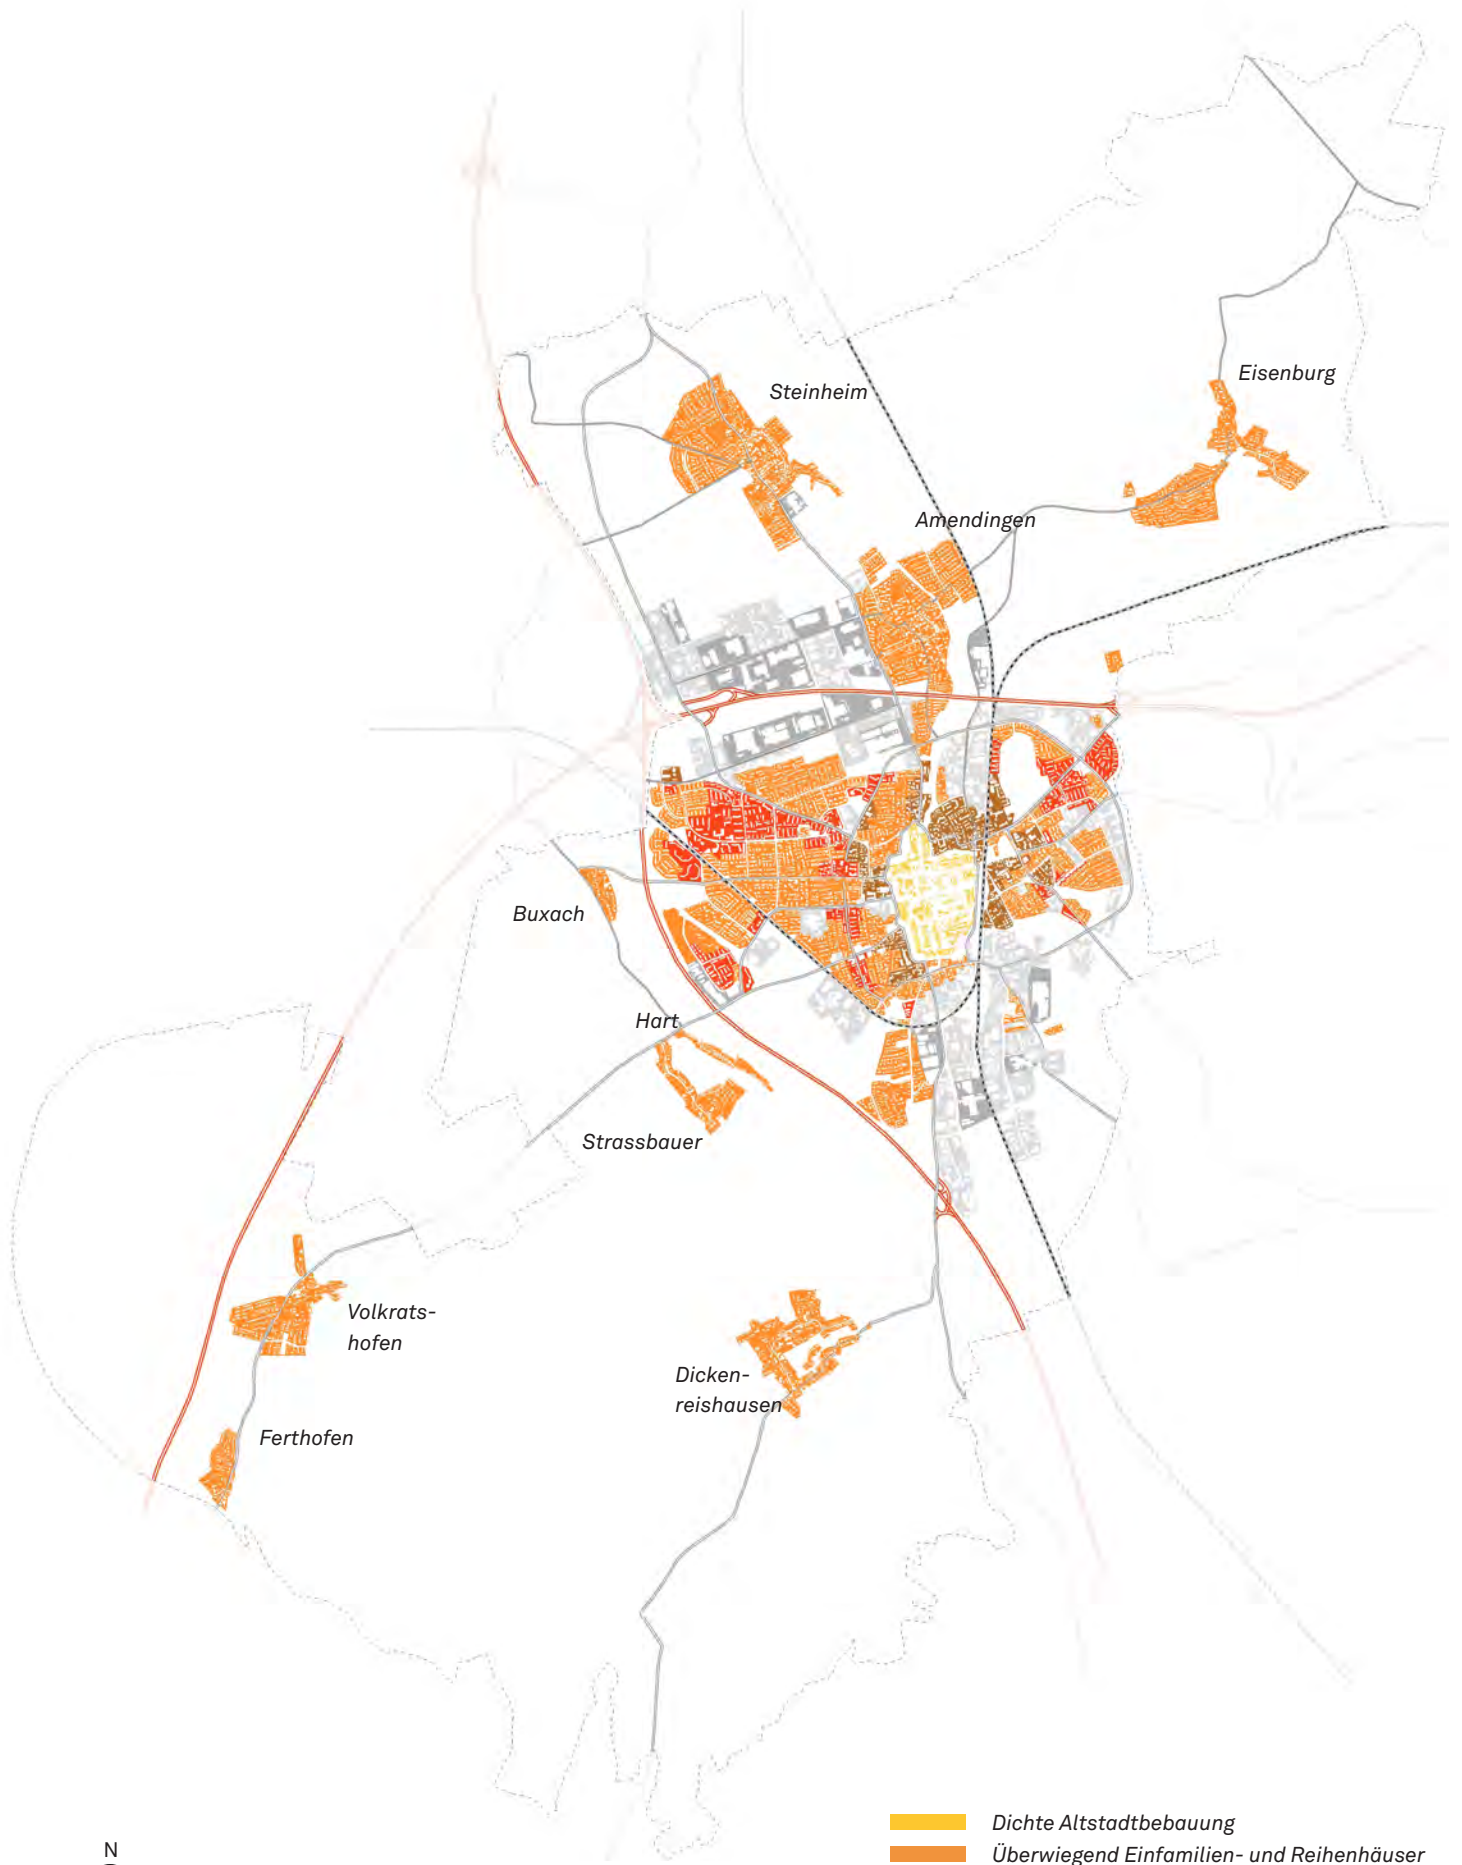 Eisenburg
Steinheim
Amendingen
Buxach
Hart
Strassbauer
Volkrats-
hofen
Dicken-
reishausen
Ferthofen
Dichte Altstadtbebauung
N
Überwiegend Einfamilien- und Reihenhäuser